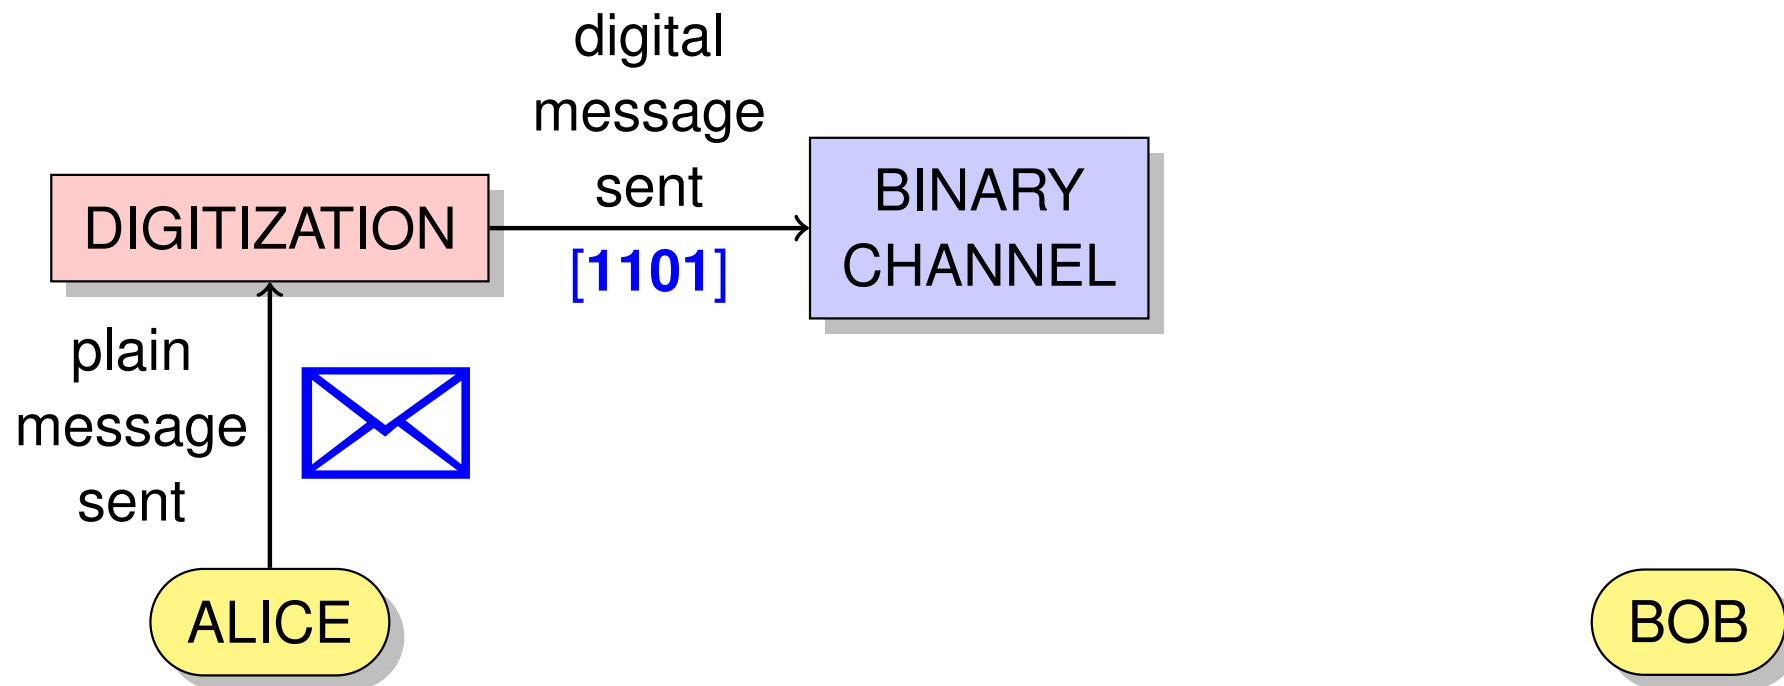 digital
message
sent
[1101]
DIGITIZATION
BINARY
CHANNEL
plain
message
sent
ALICE
BOB